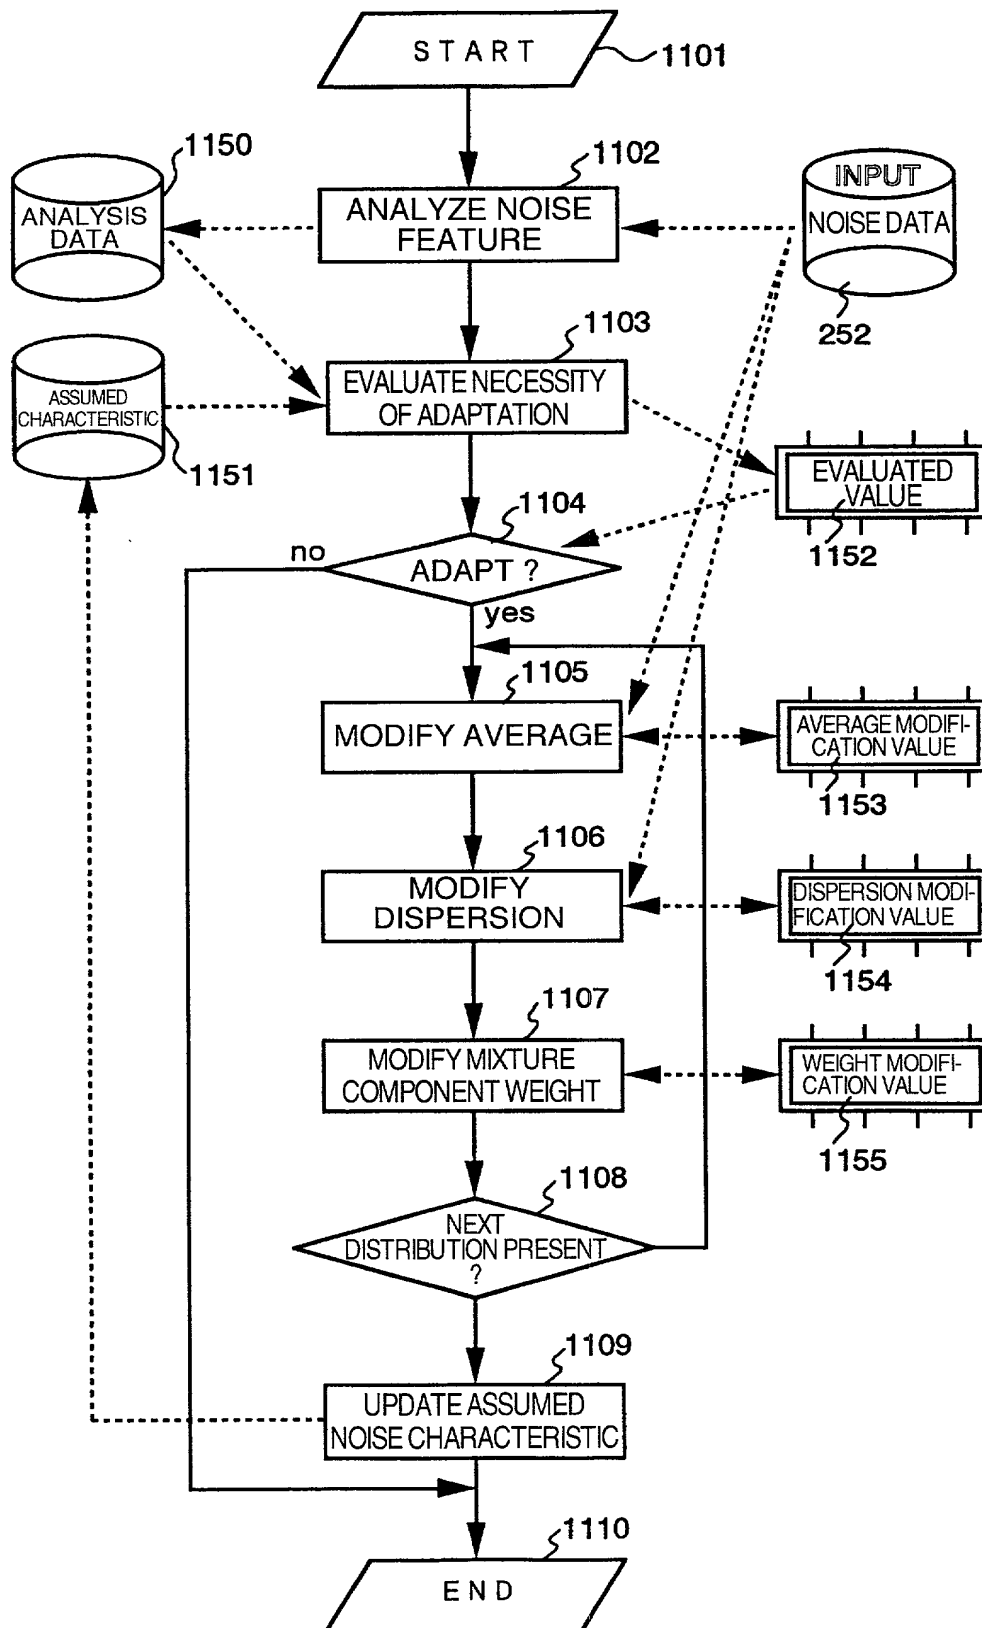 START
1101
1150
1102
INPUT
NOISE DATA
ANALYSIS
DATA
ANALYZE NOISE
FEATURE
252
1103
ASSUMED
CHARACTERISTIC
EVALUATE NECESSITY
OF ADAPTATION
1151
EVALUATED
VALUE
1104
1152
no
ADAPT ?
yes
1105
MODIFY AVERAGE
AVERAGE MODIFI-
CATION VALUE
1153
1106
MODIFY
DISPERSION
DISPERSION MODI-
FICATION VALUE
1154
1107
MODIFY MIXTURE
COMPONENT WEIGHT
WEIGHT MODIFI-
CATION VALUE
1155
1108
NEXT
DISTRIBUTION PRESENT
?
1109
UPDATE ASSUMED
NOISE CHARACTERISTIC
1110
END